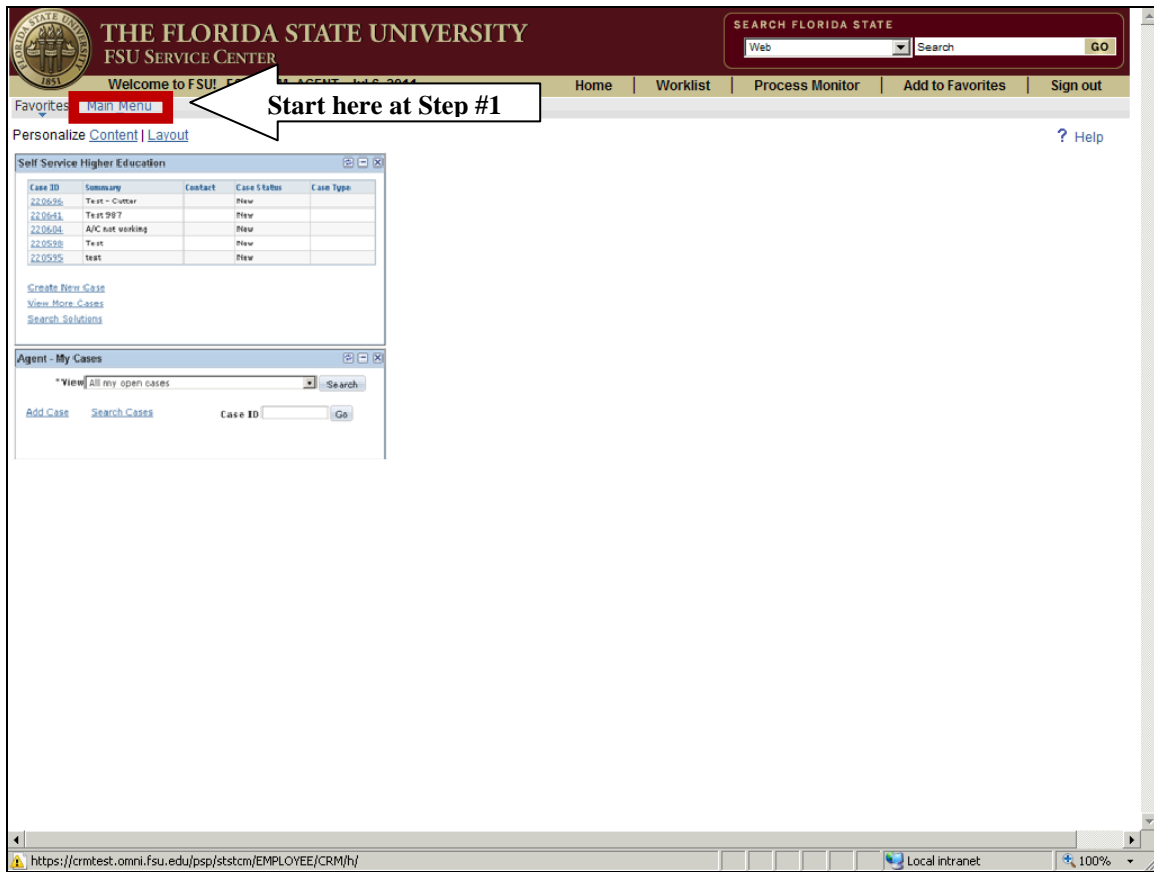 THE FLORIDA STATE UNIVERSITY
FSU SERVICE CENTER
1851
SEARCH FLORIDA STATE
Web Search GO
Welcome to FSU! AGENT Jul 6, 2011
Home | Worklist | Process Monitor | Add to Favorites | Sign out
Favorites Main Menu
Start here at Step #1
Personalize Content | Layout
? Help
Self Service Higher Education
Case ID Summary Contact Case Status Case Type
220696 Test - Cutter New
220641 Test 987 New
220604 A/C not working New
220598 Test New
220595 test New
Create New Case
View More Cases
Search Solutions
Agent - My Cases
*View All my open cases Search
Add Case Search Cases Case ID Go
https://crmtest.omni.fsu.edu/psp/ststcm/EMPLOYEE/CRM/h/
Local intranet 100%